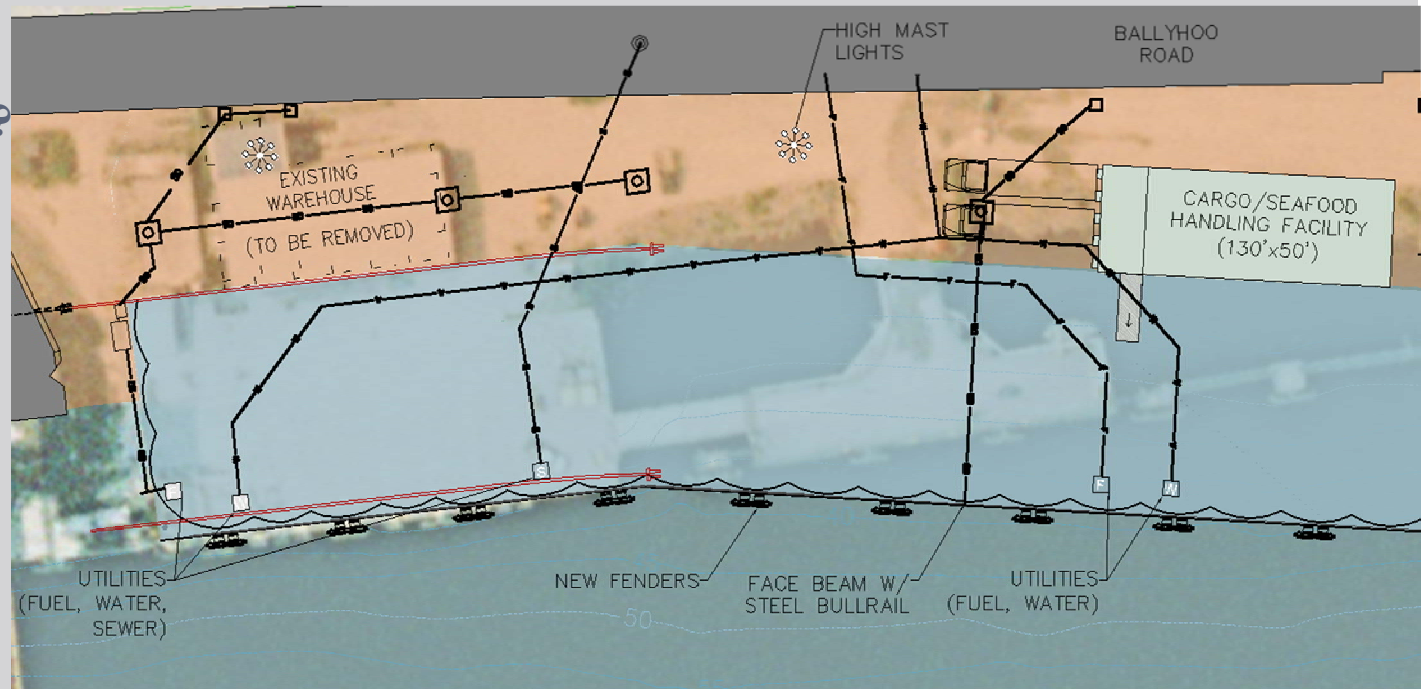 HIGH MAST
LIGHTS
BALLYHOO
ROAD
EXISTING
WAREHOUSE
(TO BE REMOVED)
CARGO/SEAFOOD
HANDLING FACILITY
(130'x50')
S
F
W
UTILITIES
(FUEL, WATER,
SEWER)
NEW FENDERS
FACE BEAM W/
STEEL BULLRAIL
UTILITIES
(FUEL, WATER)
50